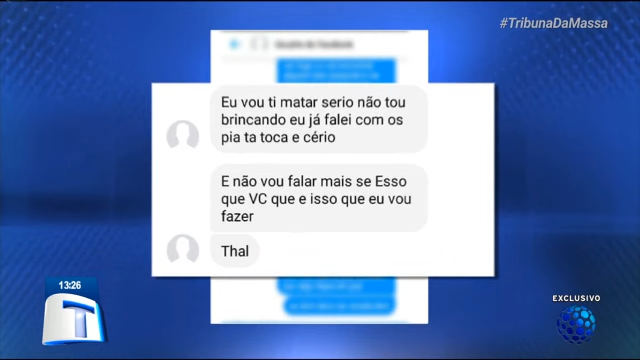 #TribunaDaMassa
Eu vou ti matar serio não tou
brincando eu já falei com os
pia ta toca e cério
E não vou falar mais se Esso
que VC que e isso que eu vou
fazer
Thal
13:26
T
EXCLUSIVO